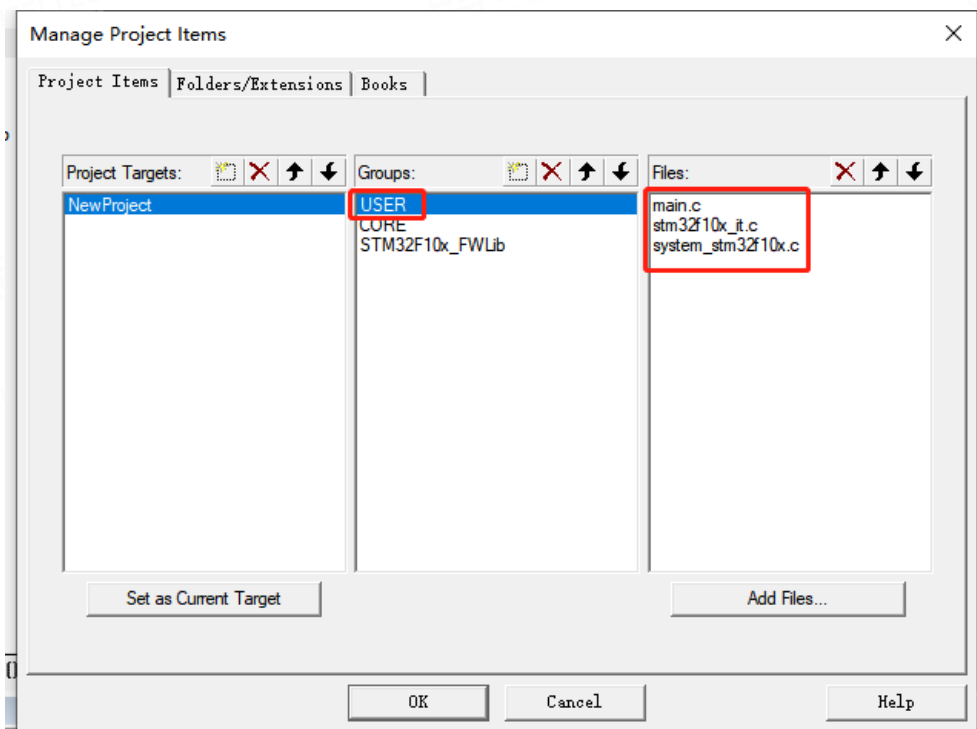 Manage Project Items
Project Items Folders/Extensions Books
Project Targets:
NewProject
Set as Current Target
Groups:
USER
CORE
STM32F10x_FWLib
Files:
main.c
stm32f10x_it.c
system_stm32f10x.c
Add Files...
OK Cancel Help